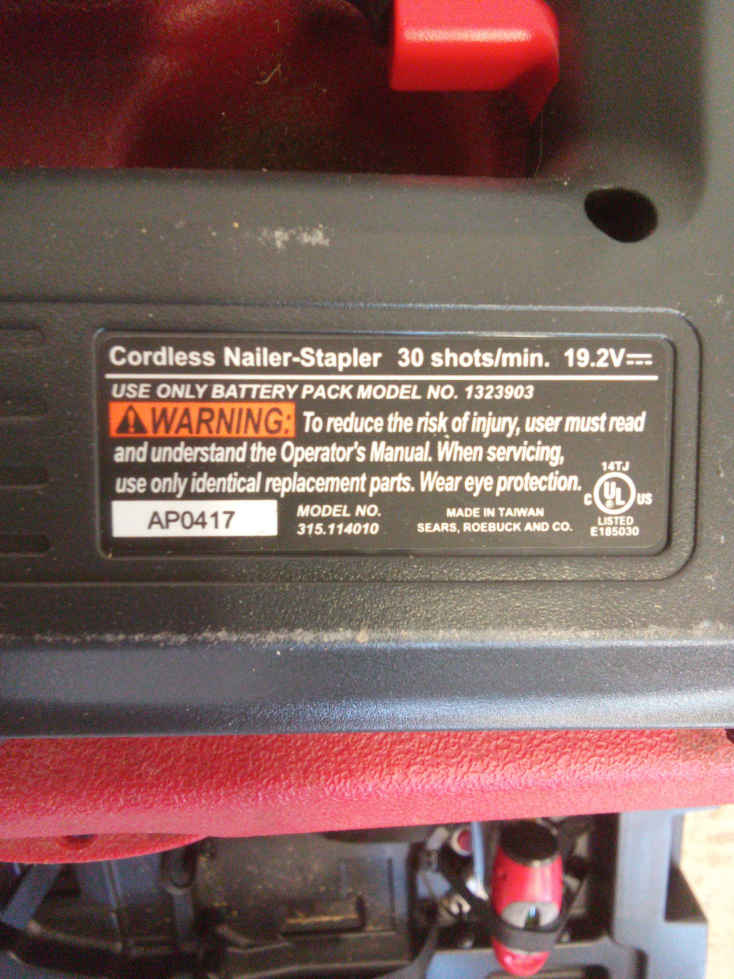 Cordless Nailer-Stapler 30 shots/min. 19.2V
USE ONLY BATTERY PACK MODEL NO. 1323903
WARNING: To reduce the risk of injury, user must read
and understand the Operator's Manual. When servicing,
use only identical replacement parts. Wear eye protection.
AP0417
MODEL NO.
315.114010
MADE IN TAIWAN
SEARS, ROEBUCK AND CO.
14TJ
C UL US
LISTED
E185030